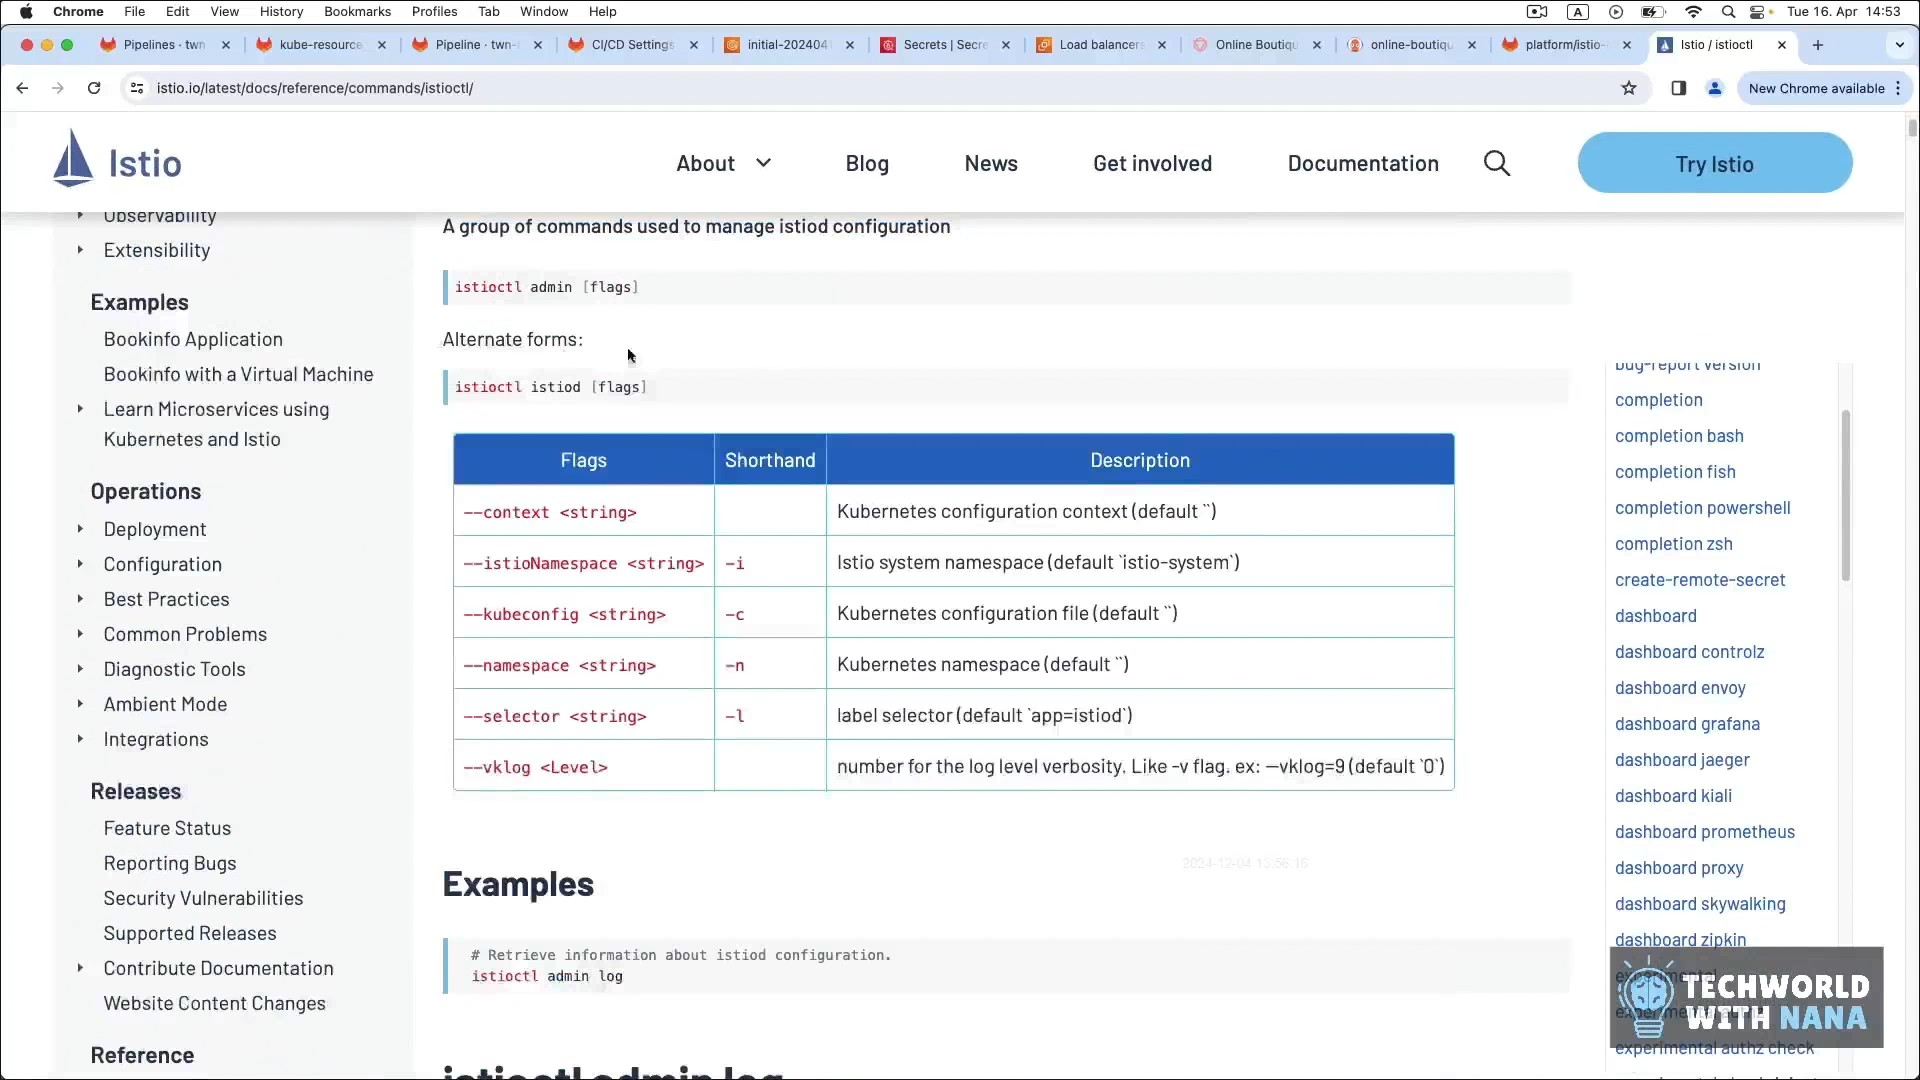 Chrome File Edit View History Bookmarks Profiles Tab Window Help A Tue 16. Apr 14:53
Pipelines · twn kube-resource Pipeline · twn- CI/CD Settings initial-202404 Secrets | Secre Load balancers Online Boutiqu online-boutiqu platform/istio- Istio / istioctl
istio.io/latest/docs/reference/commands/istioctl/ New Chrome available
Istio About Blog News Get involved Documentation Try Istio
Observability
Extensibility
Examples
Bookinfo Application
Bookinfo with a Virtual Machine
Learn Microservices using
Kubernetes and Istio
Operations
Deployment
Configuration
Best Practices
Common Problems
Diagnostic Tools
Ambient Mode
Integrations
Releases
Feature Status
Reporting Bugs
Security Vulnerabilities
Supported Releases
Contribute Documentation
Website Content Changes
Reference
A group of commands used to manage istiod configuration
istioctl admin [flags]
Alternate forms:
istioctl istiod [flags]
Flags Shorthand Description
--context <string> Kubernetes configuration context (default ``)
--istioNamespace <string> -i Istio system namespace (default `istio-system`)
--kubeconfig <string> -c Kubernetes configuration file (default ``)
--namespace <string> -n Kubernetes namespace (default ``)
--selector <string> -l label selector (default `app=istiod`)
--vklog <Level> number for the log level verbosity. Like -v flag. ex: –vklog=9 (default `0`)
2024-12-04 13:56:15
Examples
# Retrieve information about istiod configuration.
istioctl admin log
istioctl admin log
bug-report version
completion
completion bash
completion fish
completion powershell
completion zsh
create-remote-secret
dashboard
dashboard controlz
dashboard envoy
dashboard grafana
dashboard jaeger
dashboard kiali
dashboard prometheus
dashboard proxy
dashboard skywalking
dashboard zipkin
experimental
experimental authz check
TECHWORLD
WITH NANA